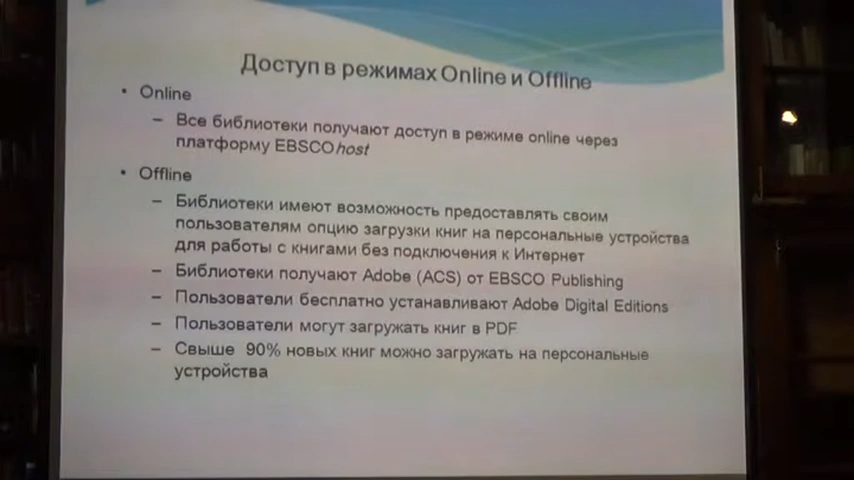 Доступ в режимах Online и Offline
• Online
– Все библиотеки получают доступ в режиме online через
платформу EBSCOhost
• Offline
– Библиотеки имеют возможность предоставлять своим
пользователям опцию загрузки книг на персональные устройства
для работы с книгами без подключения к Интернет
– Библиотеки получают Adobe (ACS) от EBSCO Publishing
– Пользователи бесплатно устанавливают Adobe Digital Editions
– Пользователи могут загружать книг в PDF
– Свыше 90% новых книг можно загружать на персональные
устройства